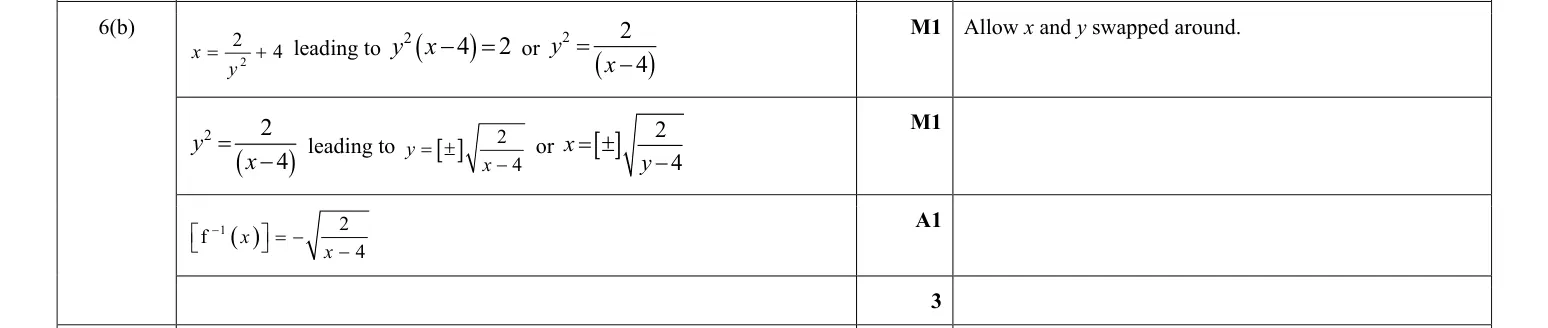 6(b) x = 2/y² + 4 leading to y²(x−4)=2 or y² = 2/(x−4) M1 Allow x and y swapped around.
y² = 2/(x−4) leading to y = [±]√(2/(x−4)) or x=[±]√(2/(y−4)) M1
[f⁻¹(x)] = −√(2/(x−4)) A1
3